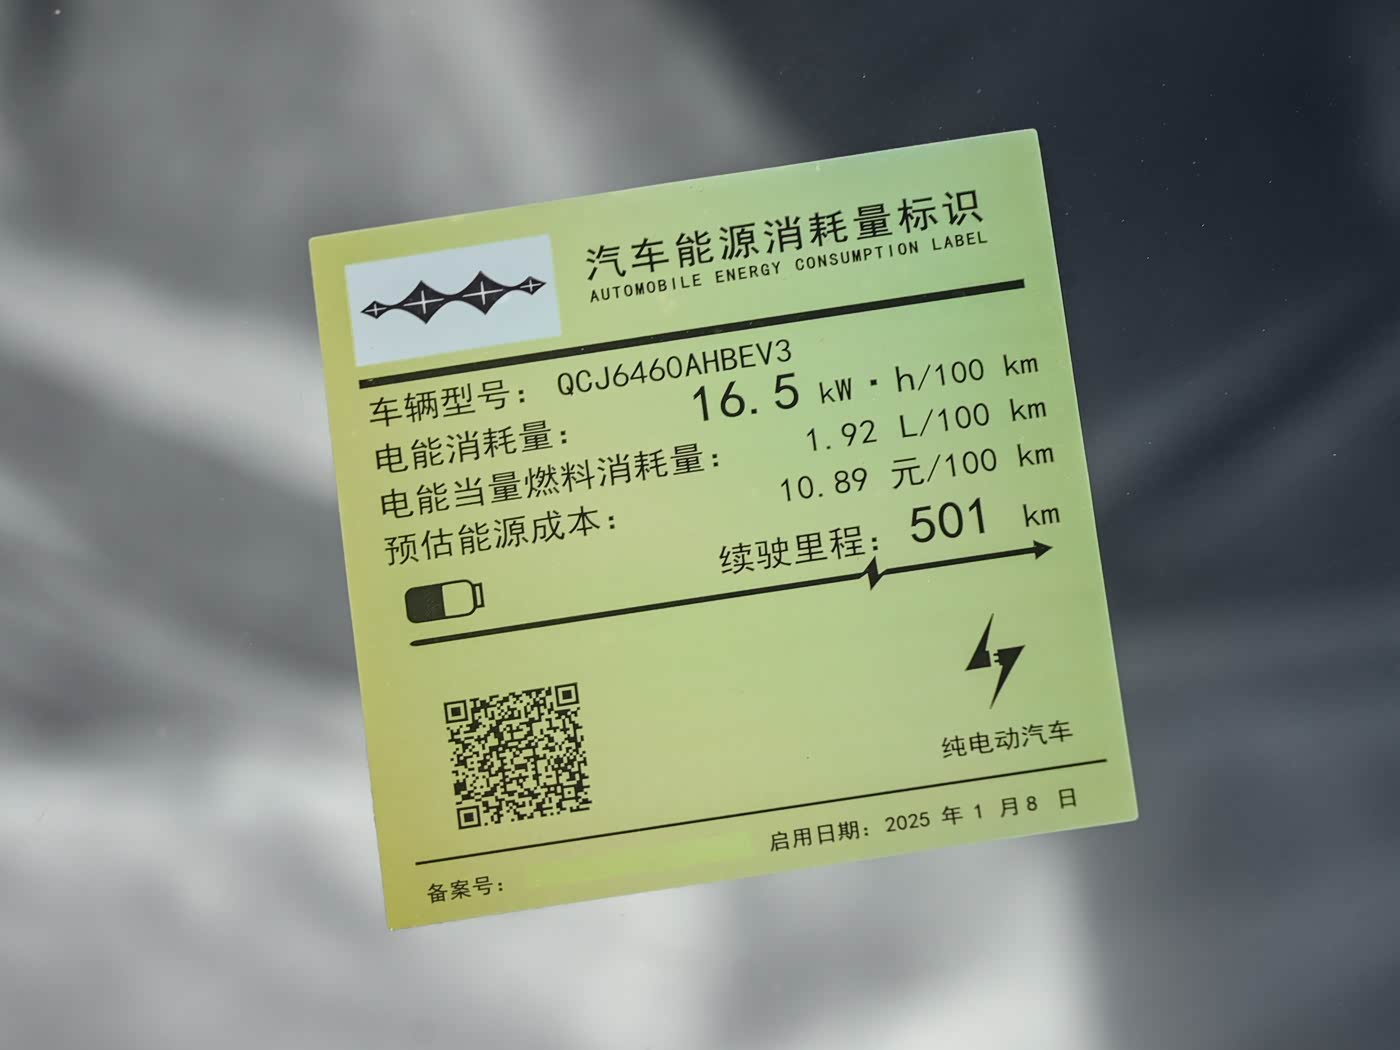 汽车能源消耗量标识
AUTOMOBILE ENERGY CONSUMPTION LABEL
车辆型号： QCJ6460AHBEV3
电能消耗量： 16.5 kW·h/100 km
电能当量燃料消耗量： 1.92 L/100 km
预估能源成本： 10.89 元/100 km
续驶里程： 501 km
纯电动汽车
备案号： 启用日期：2025 年 1 月 8 日